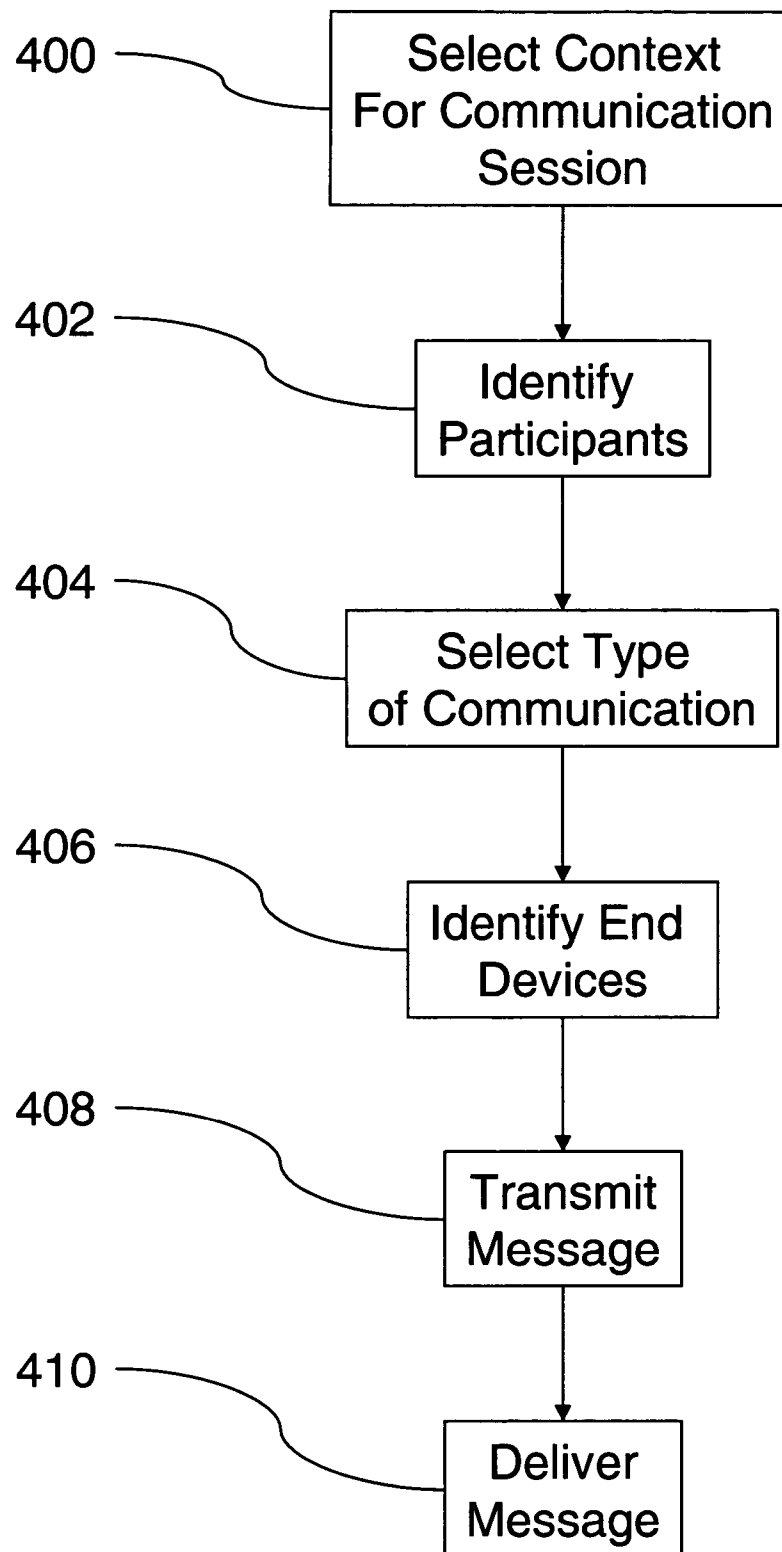 400
Select Context
For Communication
Session
402
Identify
Participants
404
Select Type
of Communication
406
Identify End
Devices
408
Transmit
Message
410
Deliver
Message